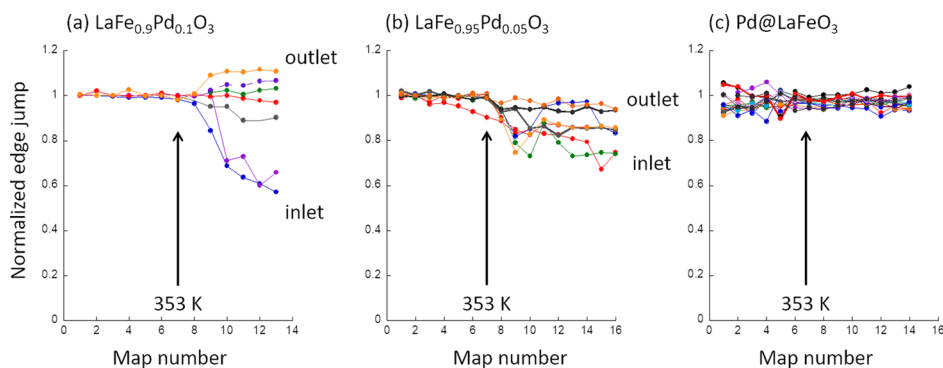 (a) LaFe0.9Pd0.1O3
(b) LaFe0.95Pd0.05O3
(c) Pd@LaFeO3
Normalized edge jump
1.2
1
0.8
0.6
0.4
0.2
0
outlet
inlet
353 K
0 2 4 6 8 10 12 14
Map number
1.2
1
0.8
0.6
0.4
0.2
0
outlet
inlet
353 K
0 2 4 6 8 10 12 14 16
Map number
1.2
1
0.8
0.6
0.4
0.2
0
353 K
0 2 4 6 8 10 12 14 16
Map number